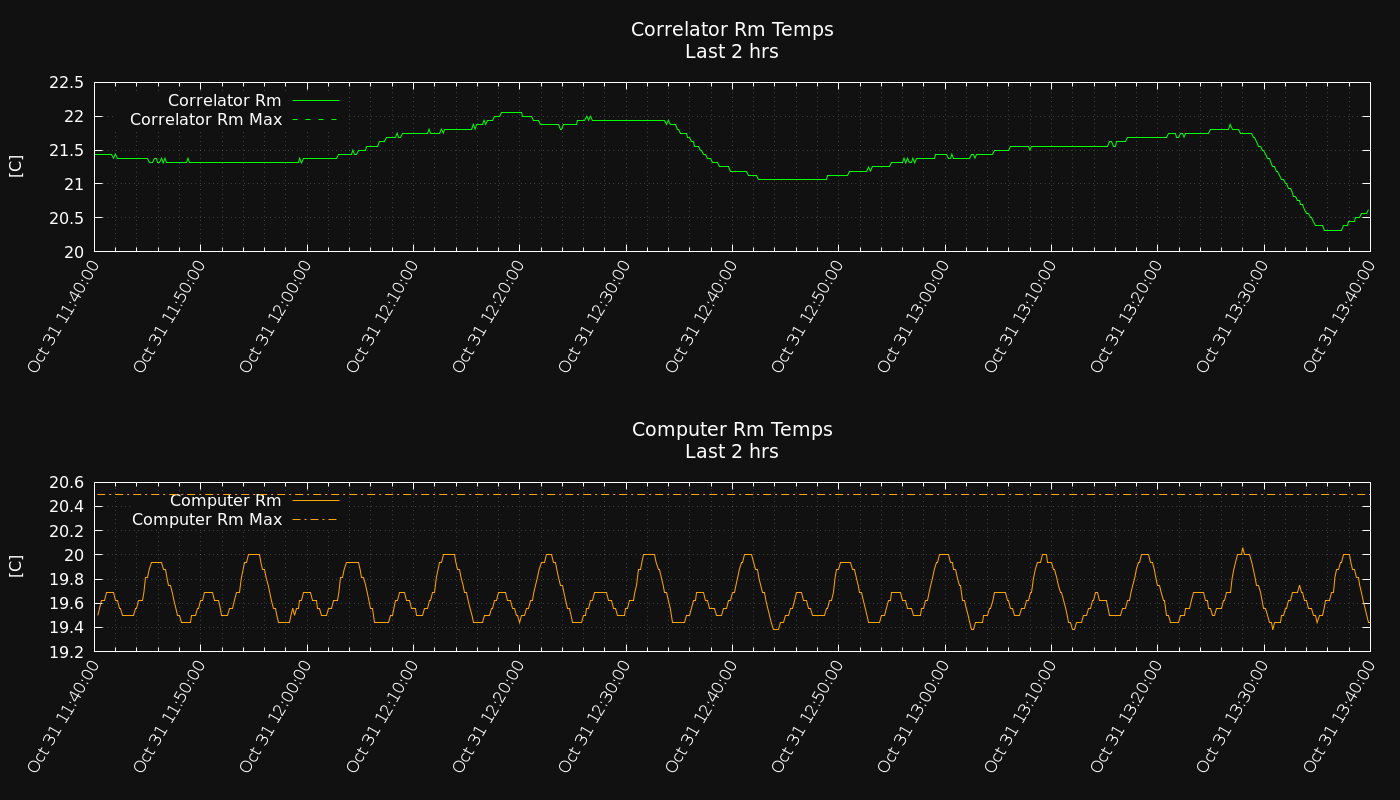 Correlator Rm Temps
Last 2 hrs
22.5
22
21.5
21
20.5
20
[C]
Correlator Rm
Correlator Rm Max
Oct 31 11:40:00
Oct 31 11:50:00
Oct 31 12:00:00
Oct 31 12:10:00
Oct 31 12:20:00
Oct 31 12:30:00
Oct 31 12:40:00
Oct 31 12:50:00
Oct 31 13:00:00
Oct 31 13:10:00
Oct 31 13:20:00
Oct 31 13:30:00
Oct 31 13:40:00
Computer Rm Temps
Last 2 hrs
20.6
20.4
20.2
20
19.8
19.6
19.4
19.2
[C]
Computer Rm
Computer Rm Max
Oct 31 11:40:00
Oct 31 11:50:00
Oct 31 12:00:00
Oct 31 12:10:00
Oct 31 12:20:00
Oct 31 12:30:00
Oct 31 12:40:00
Oct 31 12:50:00
Oct 31 13:00:00
Oct 31 13:10:00
Oct 31 13:20:00
Oct 31 13:30:00
Oct 31 13:40:00